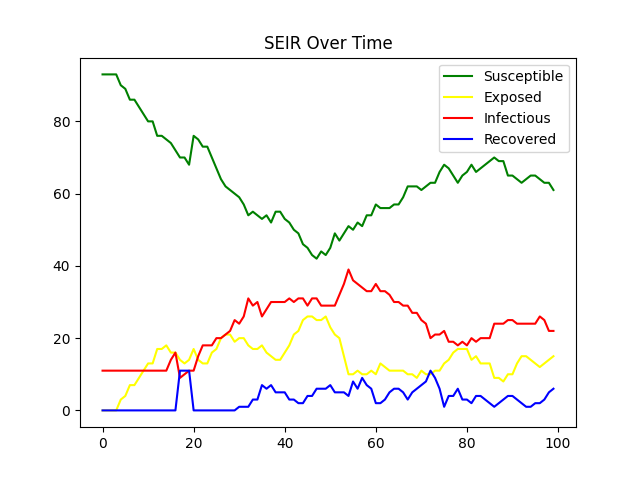 SEIR Over Time
Susceptible
Exposed
Infectious
Recovered
80
60
40
20
0
0 20 40 60 80 100